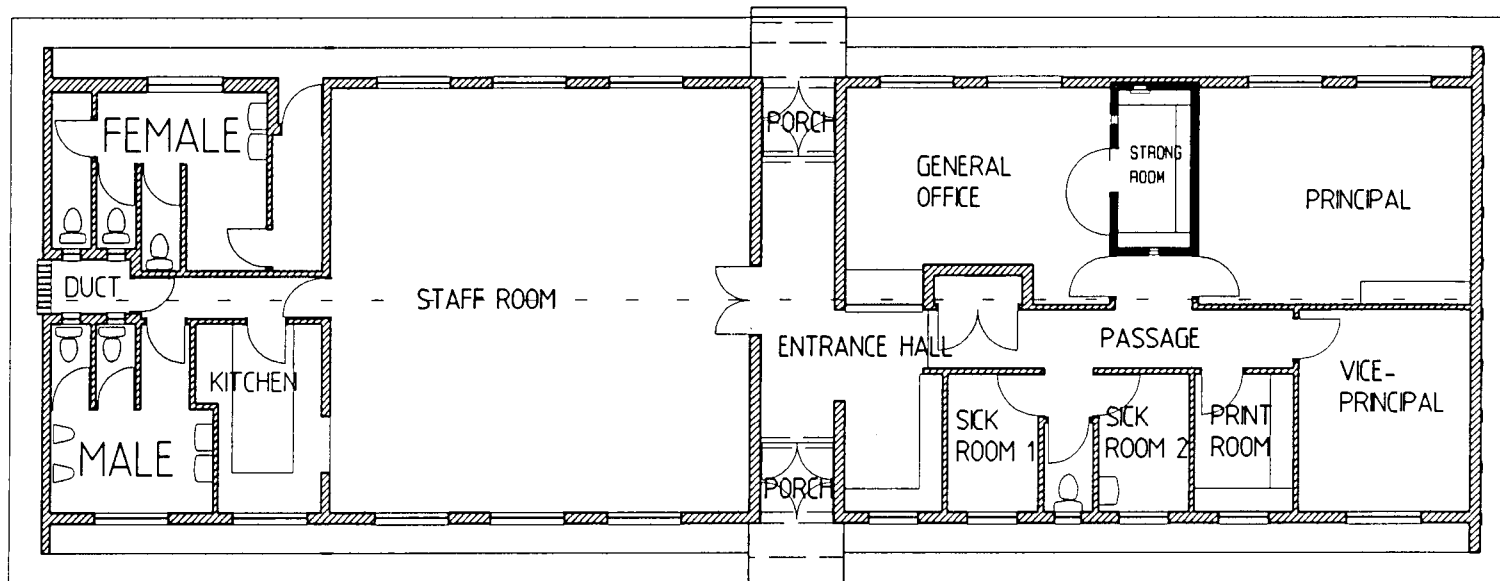 FEMALE
PORCH
GENERAL
OFFICE
STRONG
ROOM
PRINCIPAL
DUCT
STAFF ROOM
ENTRANCE HALL
PASSAGE
KITCHEN
VICE-
PRINCIPAL
MALE
SICK
ROOM 1
SICK
ROOM 2
PRINT
ROOM
PORCH